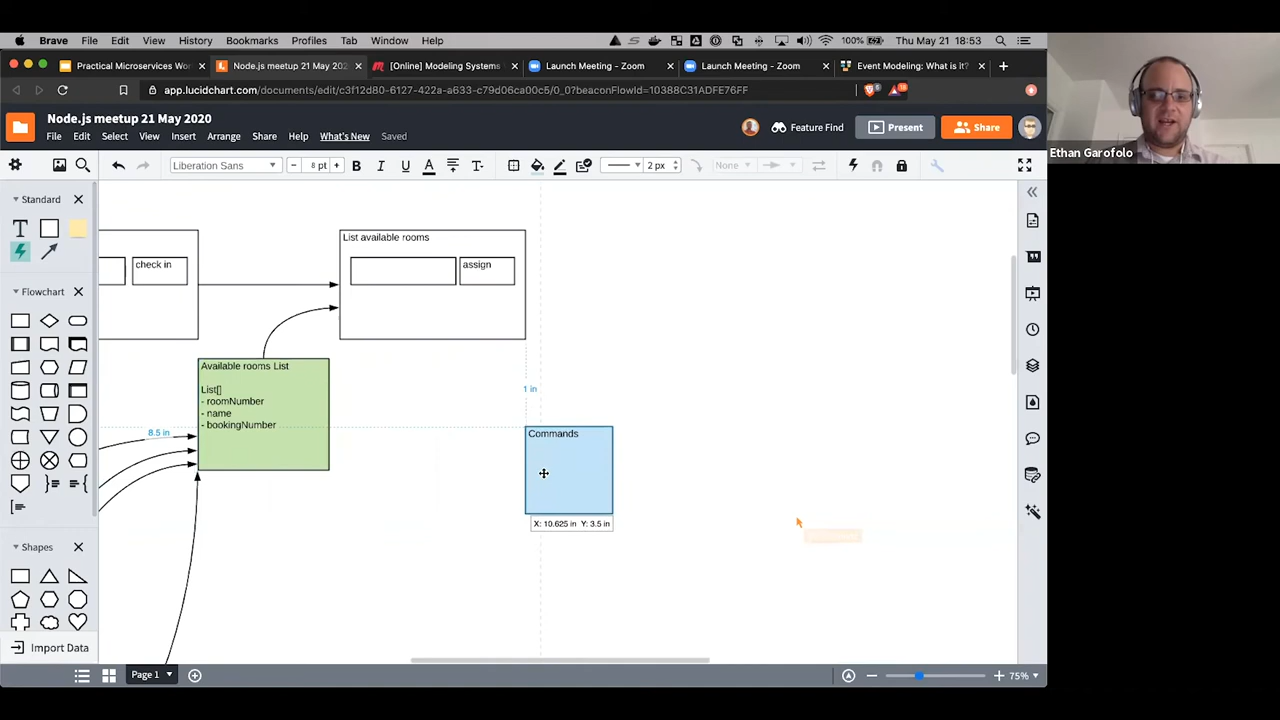 Brave File Edit View History Bookmarks Profiles Tab Window Help 100% Thu May 21 18:53
Practical Microservices Wo Node.js meetup 21 May 202 [Online] Modeling Systems Launch Meeting - Zoom Launch Meeting - Zoom Event Modeling: What is it?
app.lucidchart.com/documents/edit/c3f12d80-6127-422a-a633-c79d06ca00c5/0_0?beaconFlowId=10388C31ADFE76FF
Node.js meetup 21 May 2020
File Edit Select View Insert Arrange Share Help What's New Saved
Feature Find
Present
Share
Ethan Garofolo
Liberation Sans
8 pt
2 px
None
Standard
Flowchart
Shapes
Import Data
check in
List available rooms
assign
Available rooms List
List[]
- roomNumber
- name
- bookingNumber
8.5 in
1 in
Commands
X: 10.625 in Y: 3.5 in
Page 1
75%